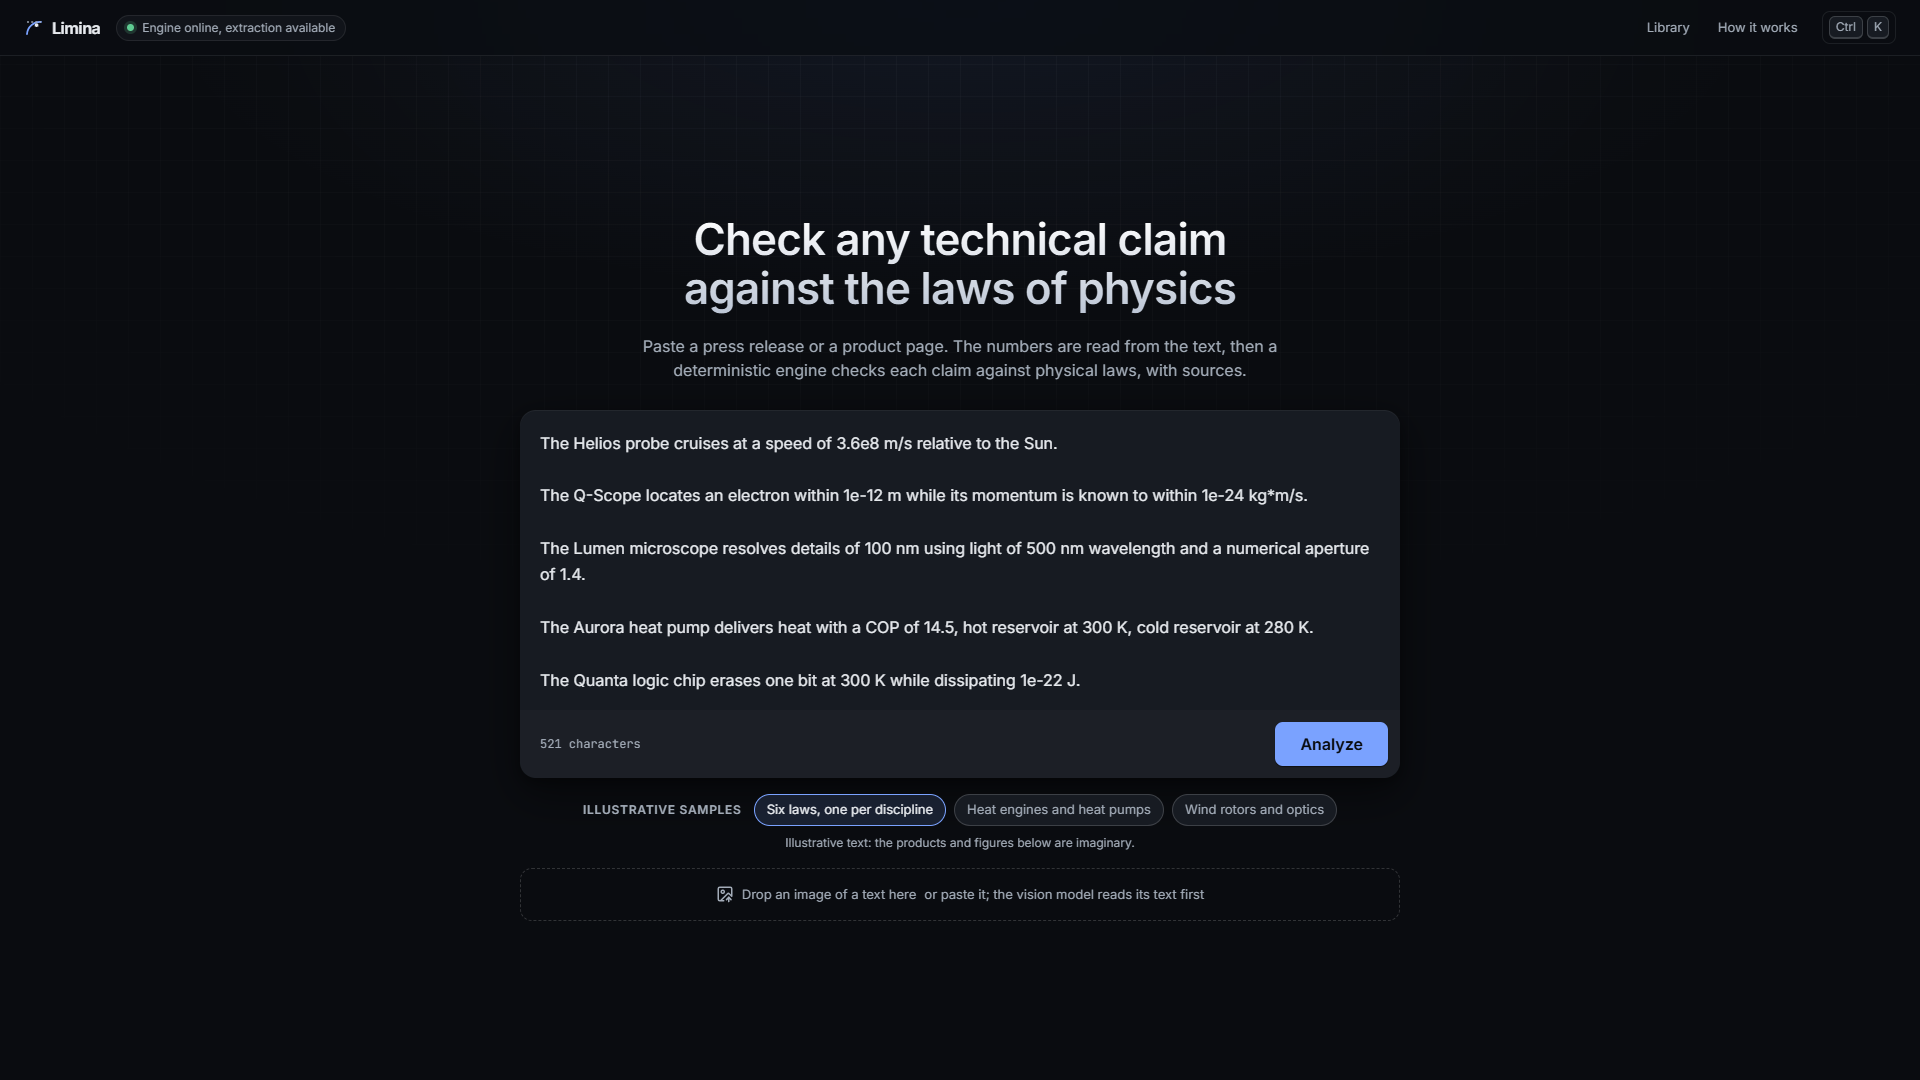 Limina
Engine online, extraction available
Library
How it works
Ctrl K
Check any technical claim
against the laws of physics
Paste a press release or a product page. The numbers are read from the text, then a
deterministic engine checks each claim against physical laws, with sources.
The Helios probe cruises at a speed of 3.6e8 m/s relative to the Sun.
The Q-Scope locates an electron within 1e-12 m while its momentum is known to within 1e-24 kg*m/s.
The Lumen microscope resolves details of 100 nm using light of 500 nm wavelength and a numerical aperture
of 1.4.
The Aurora heat pump delivers heat with a COP of 14.5, hot reservoir at 300 K, cold reservoir at 280 K.
The Quanta logic chip erases one bit at 300 K while dissipating 1e-22 J.
521 characters
Analyze
ILLUSTRATIVE SAMPLES
Six laws, one per discipline
Heat engines and heat pumps
Wind rotors and optics
Illustrative text: the products and figures below are imaginary.
Drop an image of a text here or paste it; the vision model reads its text first